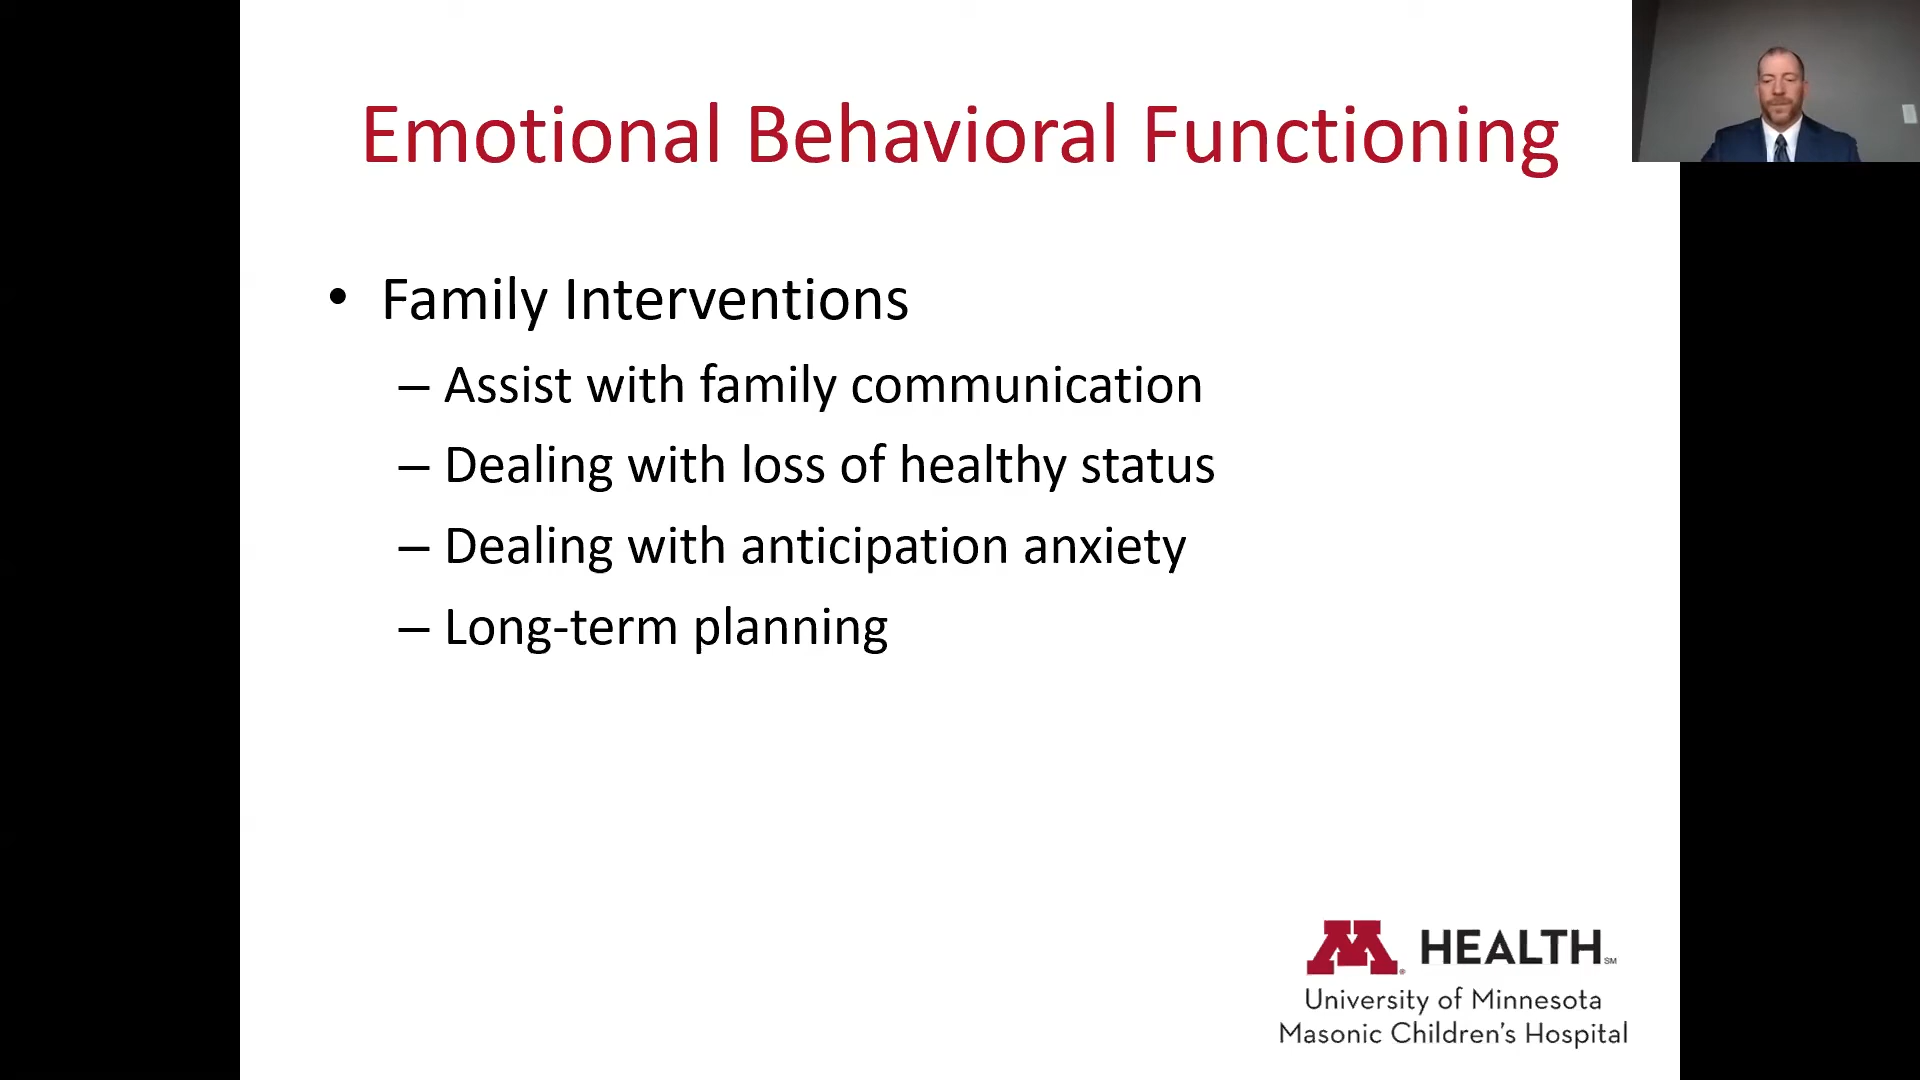 Emotional Behavioral Functioning
• Family Interventions
– Assist with family communication
– Dealing with loss of healthy status
– Dealing with anticipation anxiety
– Long-term planning
M® HEALTH℠
University of Minnesota
Masonic Children's Hospital